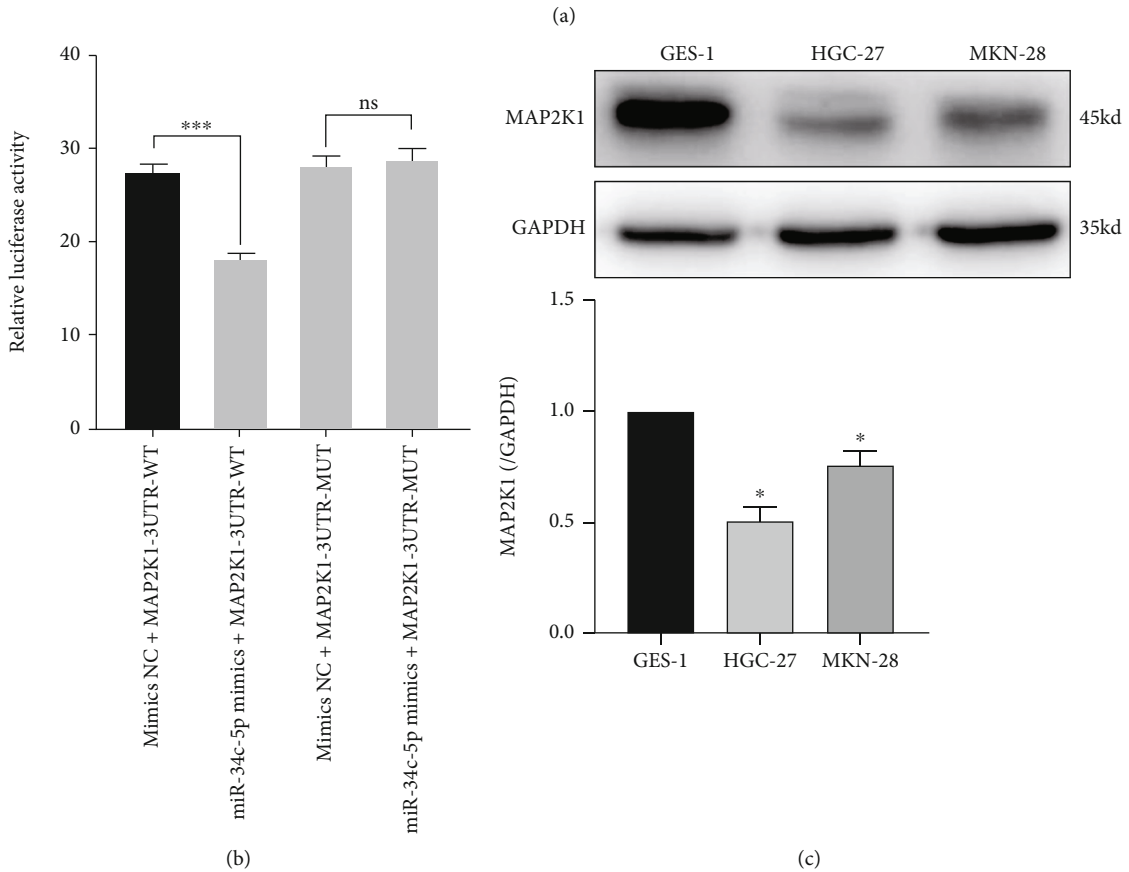 (a)
40
30
20
10
0
Relative luciferase activity
***
ns
Mimics NC + MAP2K1-3UTR-WT
miR-34c-5p mimics + MAP2K1-3UTR-WT
Mimics NC + MAP2K1-3UTR-MUT
miR-34c-5p mimics + MAP2K1-3UTR-MUT
(b)
GES-1 HGC-27 MKN-28
MAP2K1 45kd
GAPDH 35kd
1.5
1.0
0.5
0.0
MAP2K1 (/GAPDH)
*
*
GES-1 HGC-27 MKN-28
(c)